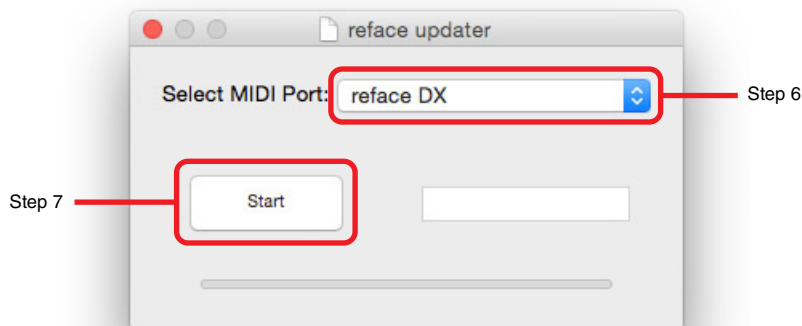 reface updater
Select MIDI Port: reface DX
Step 6
Step 7
Start